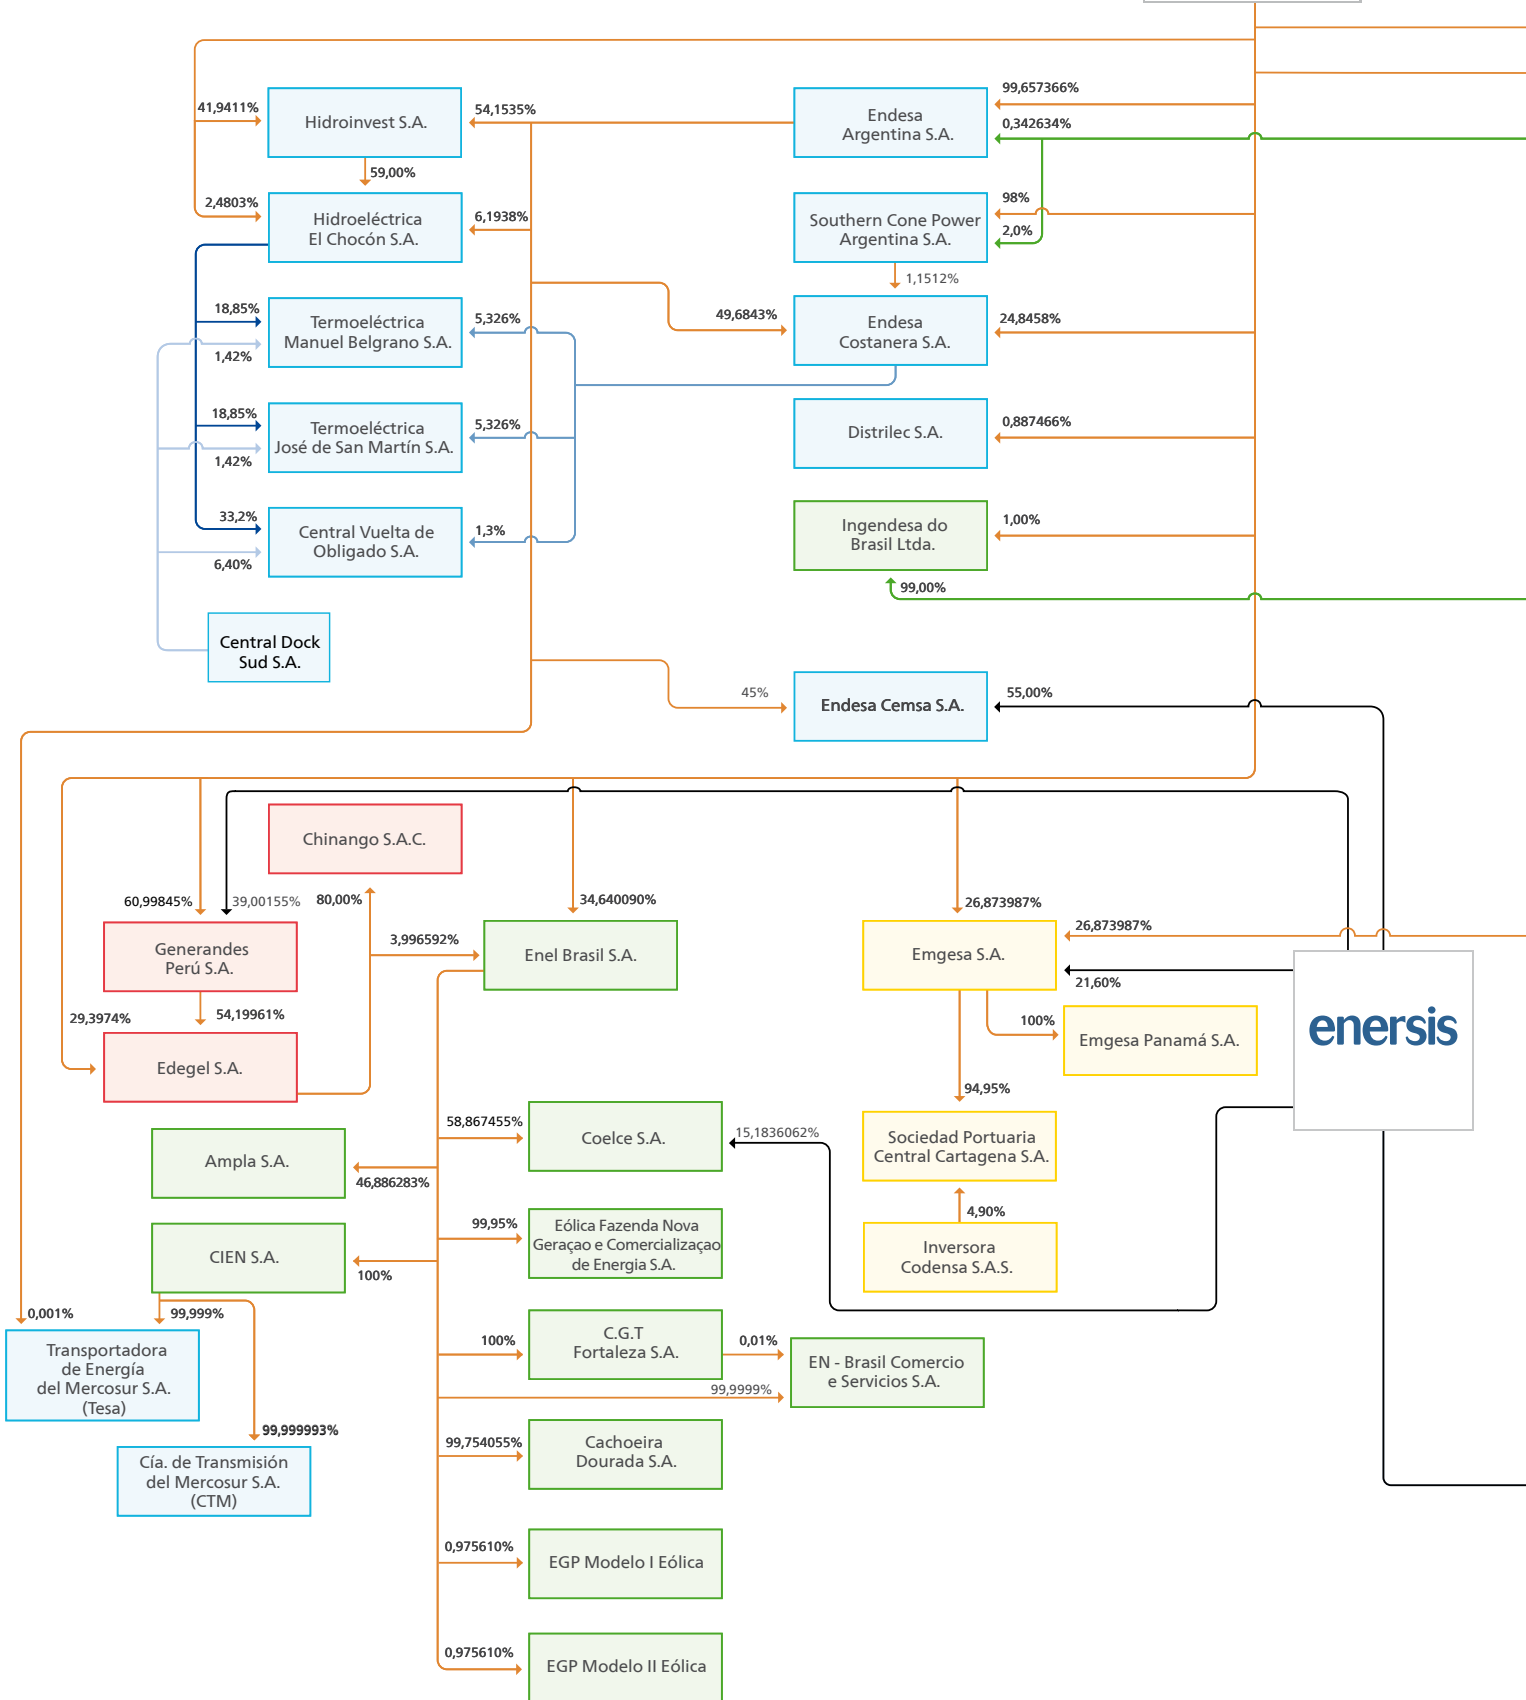 99,657366%
41,9411%
Hidroinvest S.A.
54,1535%
Endesa
Argentina S.A.
0,342634%
59,00%
2,4803%
Hidroeléctrica
El Chocón S.A.
6,1938%
Southern Cone Power
Argentina S.A.
98%
2,0%
1,1512%
18,85%
Termoeléctrica
Manuel Belgrano S.A.
5,326%
49,6843%
Endesa
Costanera S.A.
24,8458%
1,42%
18,85%
Termoeléctrica
José de San Martín S.A.
5,326%
Distrilec S.A.
0,887466%
1,42%
33,2%
Central Vuelta de
Obligado S.A.
1,3%
Ingendesa do
Brasil Ltda.
1,00%
6,40%
99,00%
Central Dock
Sud S.A.
45%
Endesa Cemsa S.A.
55,00%
Chinango S.A.C.
60,99845%
39,00155%
80,00%
34,640090%
26,873987%
Generandes
Perú S.A.
3,996592%
Enel Brasil S.A.
Emgesa S.A.
26,873987%
21,60%
29,3974%
54,19961%
100%
Emgesa Panamá S.A.
enersis
Edegel S.A.
94,95%
58,867455%
Coelce S.A.
15,1836062%
Sociedad Portuaria
Central Cartagena S.A.
Ampla S.A.
46,886283%
4,90%
99,95%
Eólica Fazenda Nova
Geraçao e Comercializaçao
de Energia S.A.
Inversora
Codensa S.A.S.
CIEN S.A.
100%
0,001%
99,999%
Transportadora
de Energía
del Mercosur S.A.
(Tesa)
100%
C.G.T
Fortaleza S.A.
0,01%
EN - Brasil Comercio
e Servicios S.A.
99,9999%
99,999993%
Cía. de Transmisión
del Mercosur S.A.
(CTM)
99,754055%
Cachoeira
Dourada S.A.
0,975610%
EGP Modelo I Eólica
0,975610%
EGP Modelo II Eólica